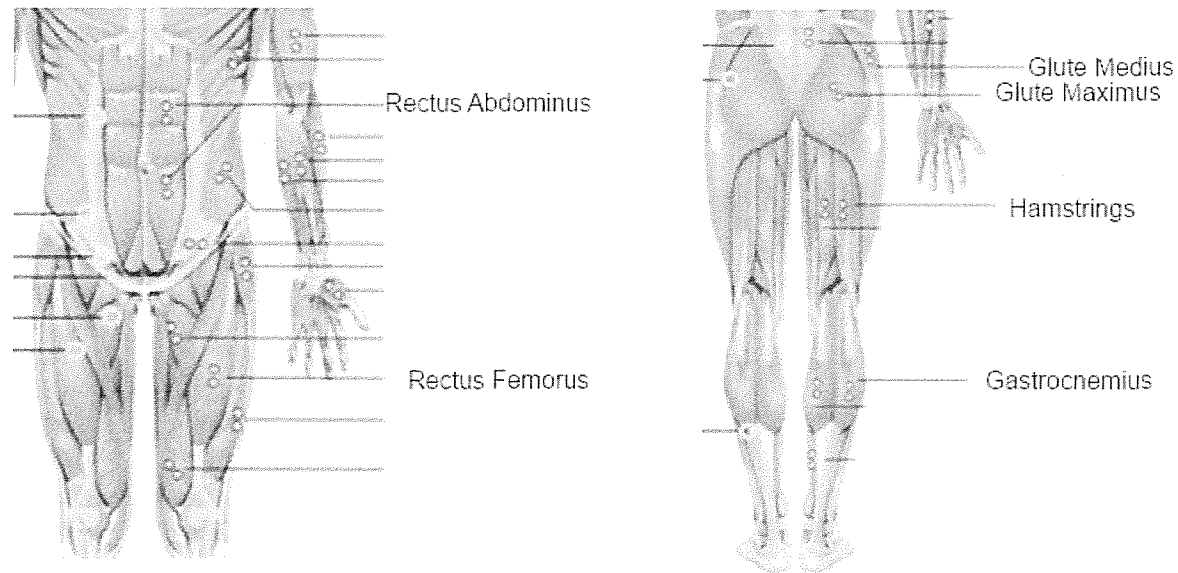 Rectus Abdominus
Rectus Femorus
Glute Medius
Glute Maximus
Hamstrings
Gastrocnemius